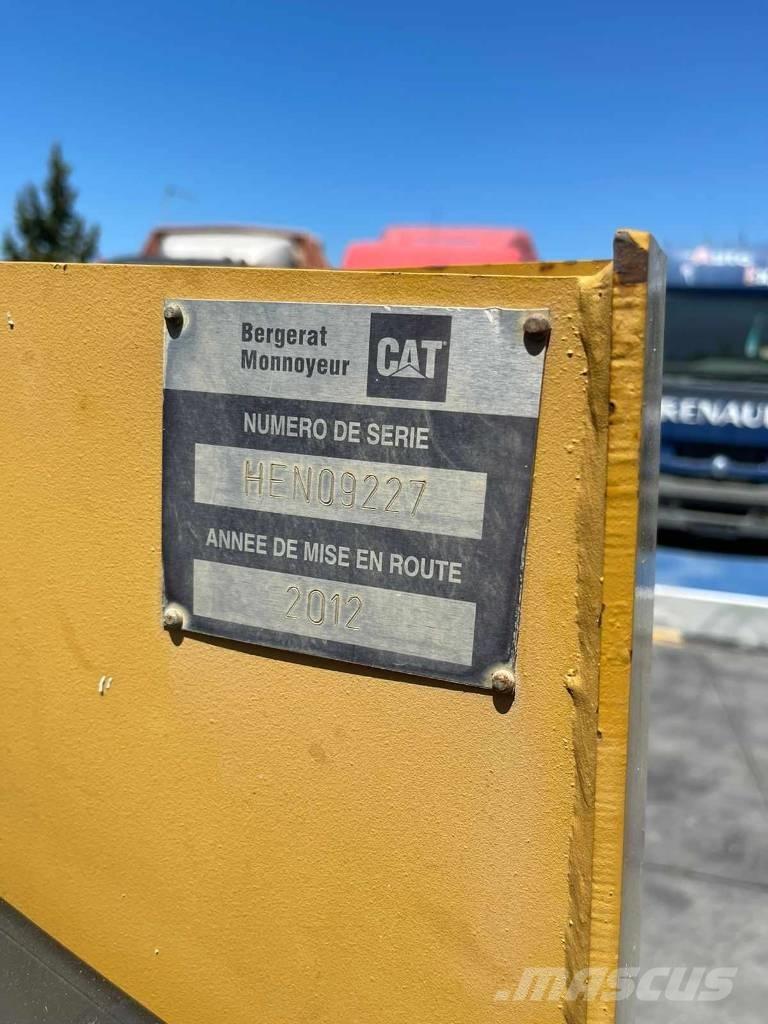 Bergerat
Monnoyeur
CAT
NUMERO DE SERIE
HEN09227
ANNEE DE MISE EN ROUTE
2012
RENAUL
MASCUS